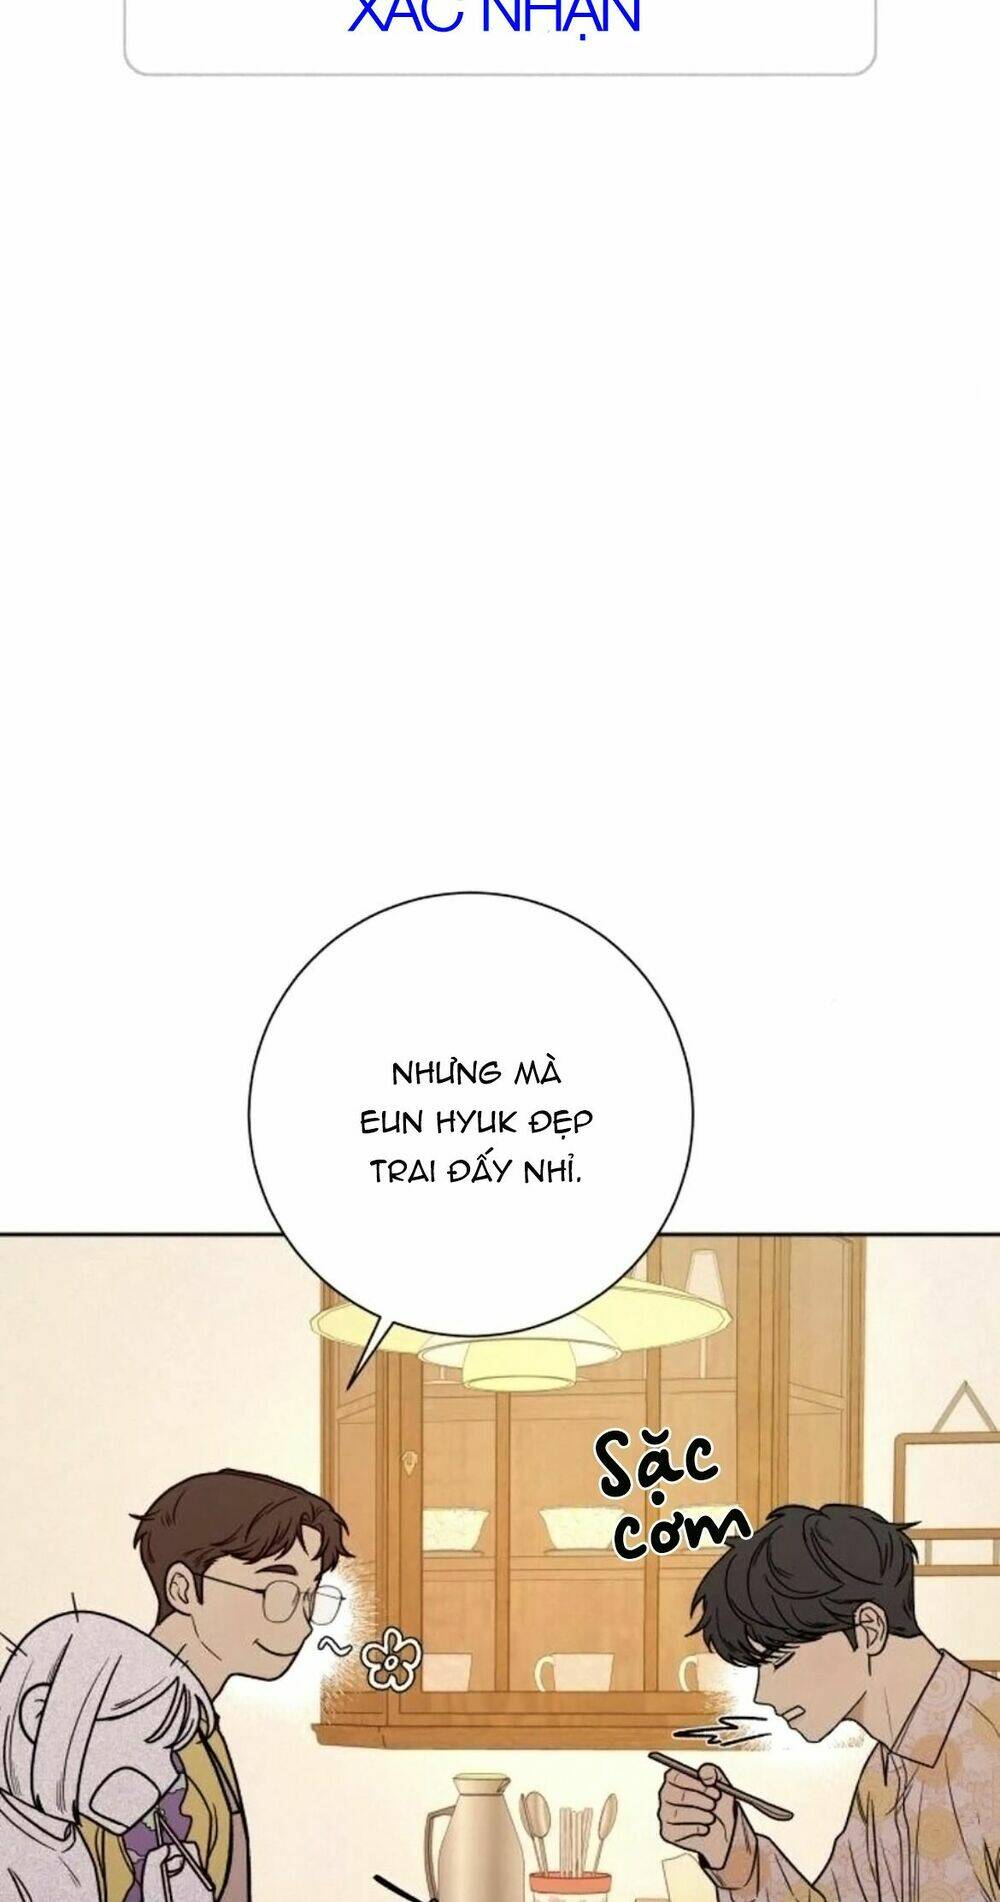 XÁC NHẬN
NHƯNG MÀ
EUN HYUK ĐẸP
TRAI ĐẤY NHỈ.
Sặc
cơm